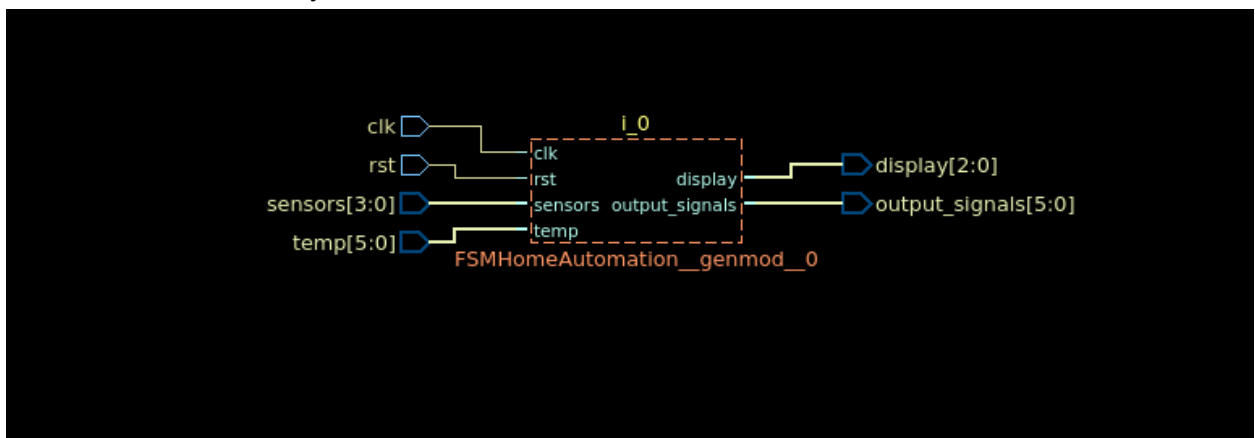 i_0
clk
clk
rst
rst
display
display[2:0]
sensors[3:0]
sensors
output_signals
output_signals[5:0]
temp[5:0]
temp
FSMHomeAutomation__genmod__0